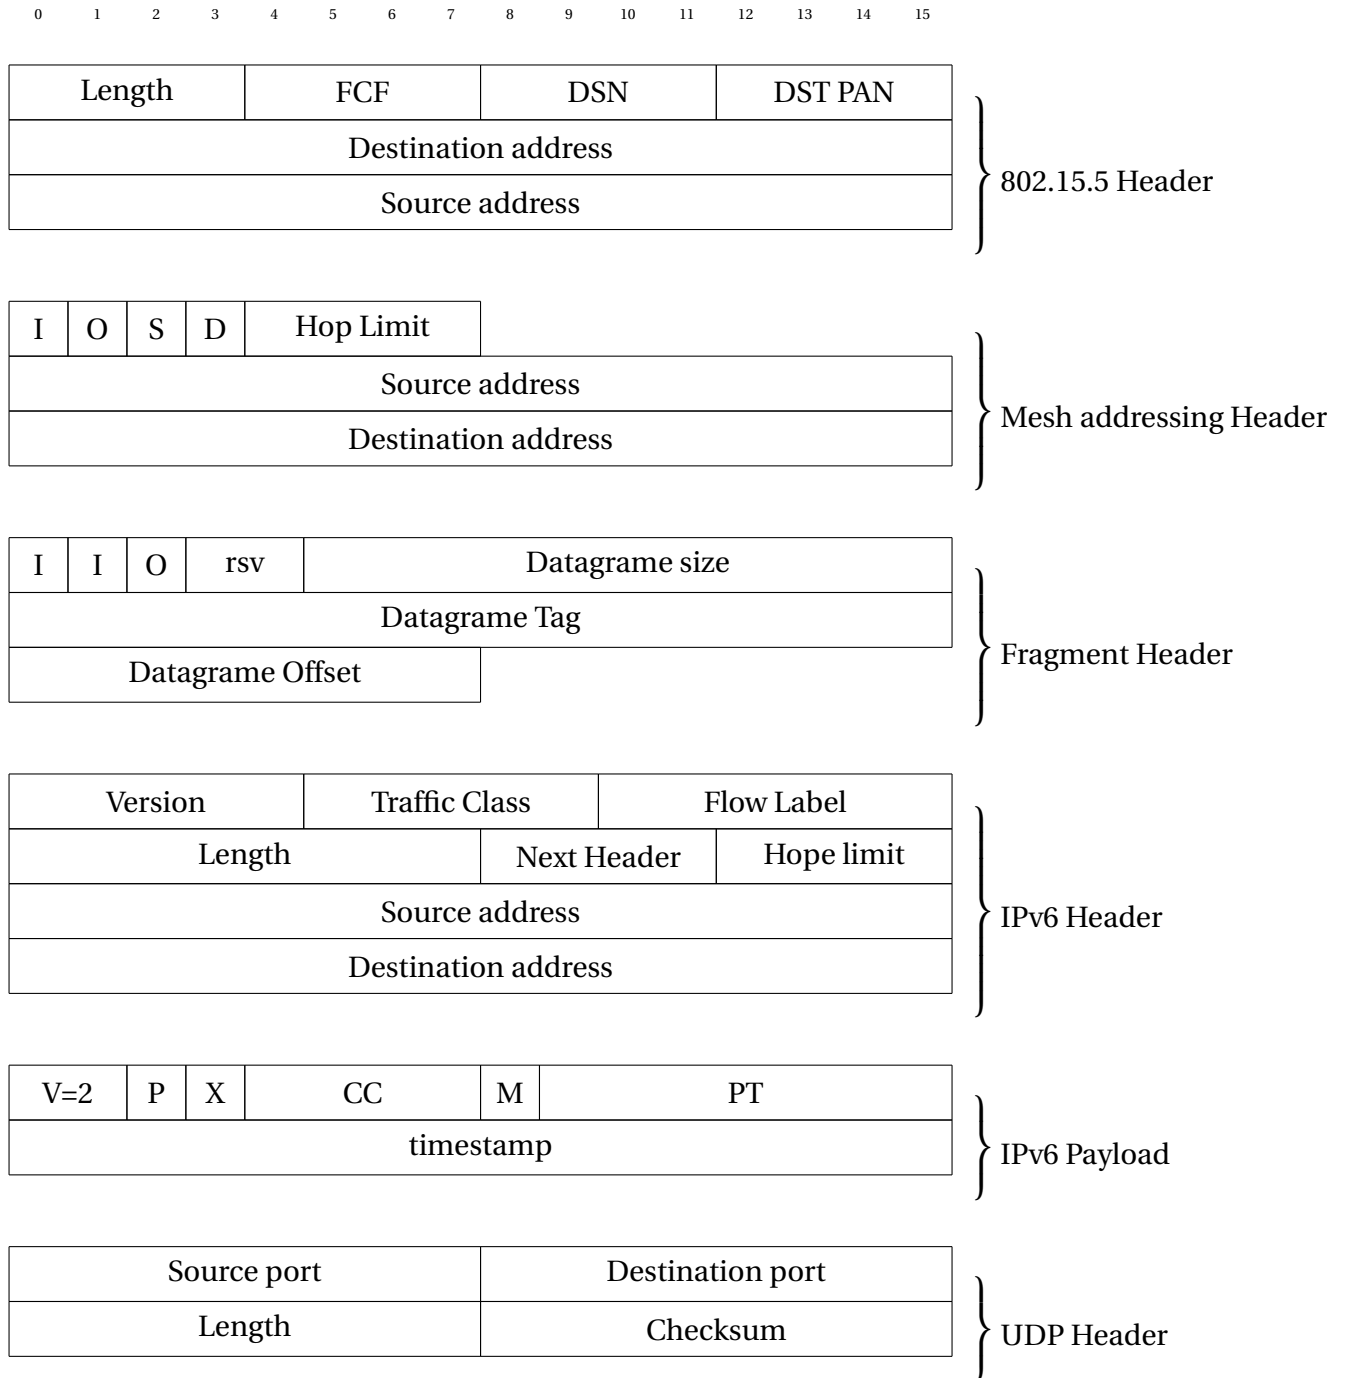 0 1 2 3 4 5 6 7 8 9 10 11 12 13 14 15
Length FCF DSN DST PAN
Destination address
802.15.5 Header
Source address
I O S D Hop Limit
Source address
Mesh addressing Header
Destination address
I I O rsv Datagrame size
Datagrame Tag
Fragment Header
Datagrame Offset
Version Traffic Class Flow Label
Length Next Header Hope limit
Source address
IPv6 Header
Destination address
V=2 P X CC M PT
timestamp
IPv6 Payload
Source port Destination port
Length Checksum
UDP Header